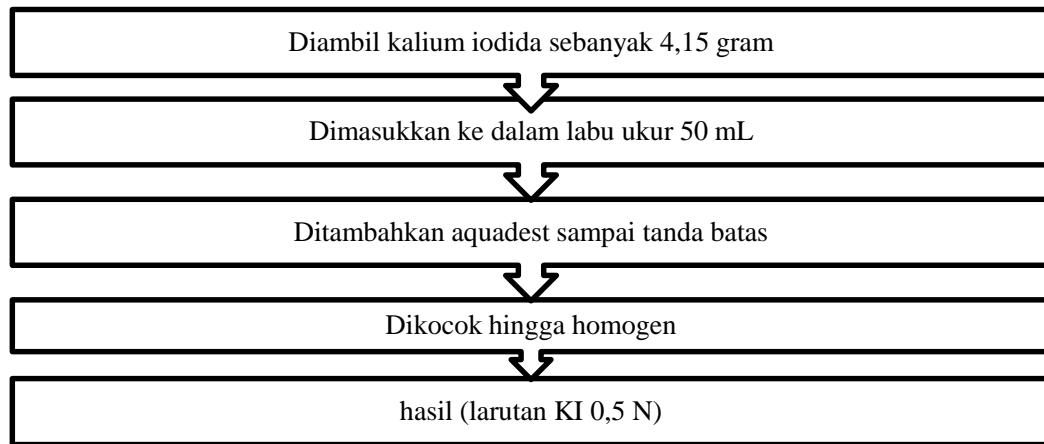 Diambil kalium iodida sebanyak 4,15 gram
Dimasukkan ke dalam labu ukur 50 mL
Ditambahkan aquadest sampai tanda batas
Dikocok hingga homogen
hasil (larutan KI 0,5 N)